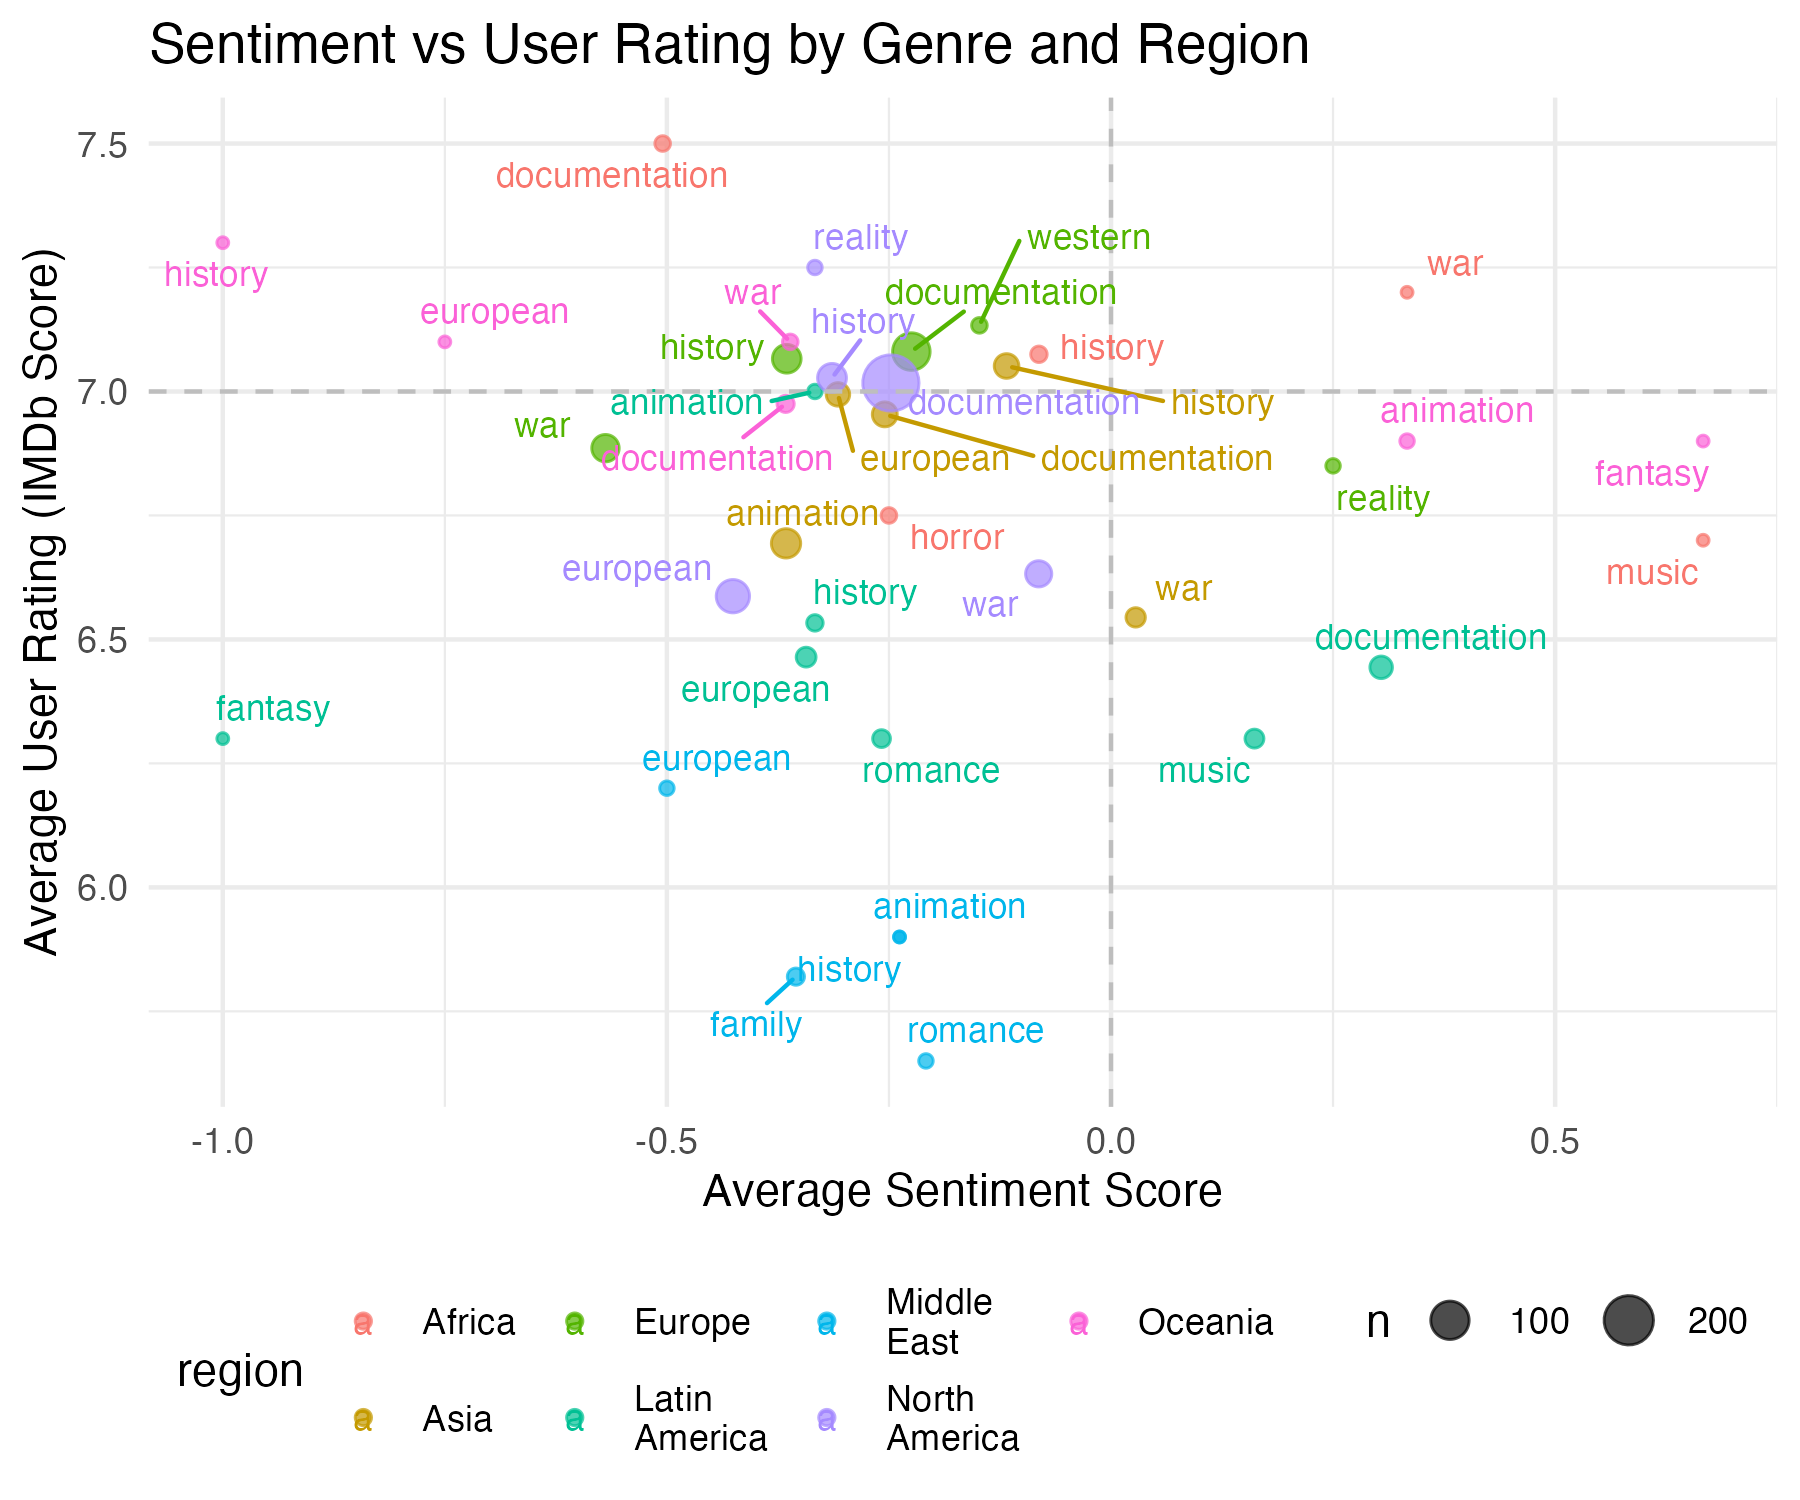 Sentiment vs User Rating by Genre and Region
Average User Rating (IMDb Score)
7.5
7.0
6.5
6.0
documentation
history
european
reality
western
war
documentation
history
history
history
war
animation
documentation
history
animation
war
documentation
european
documentation
fantasy
reality
animation
horror
music
european
history
war
war
documentation
european
fantasy
romance
music
european
animation
history
family
romance
-1.0
-0.5
0.0
0.5
Average Sentiment Score
region
a Africa
a Europe
a Middle
East
a Oceania
a Asia
a Latin
America
a North
America
n
100
200